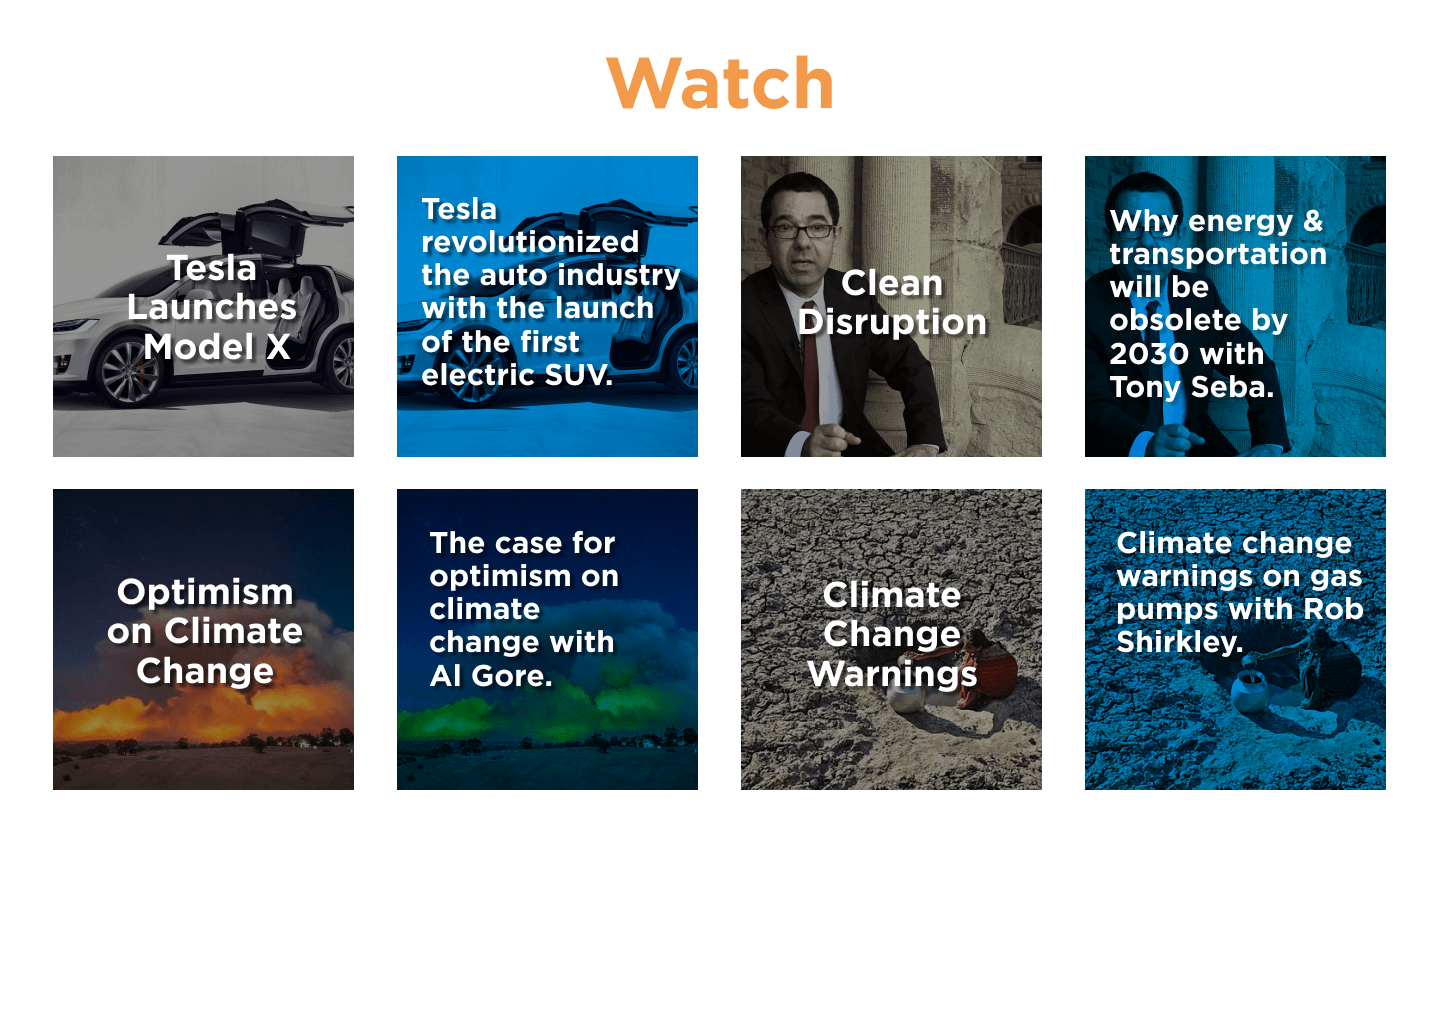 Watch
Tesla
Launches
Model X
Tesla
revolutionized
the auto industry
with the launch
of the first
electric SUV.
Clean
Disruption
Why energy &
transportation
will be
obsolete by
2030 with
Tony Seba.
Optimism
on Climate
Change
The case for
optimism on
climate
change with
Al Gore.
Climate
Change
Warnings
Climate change
warnings on gas
pumps with Rob
Shirkley.